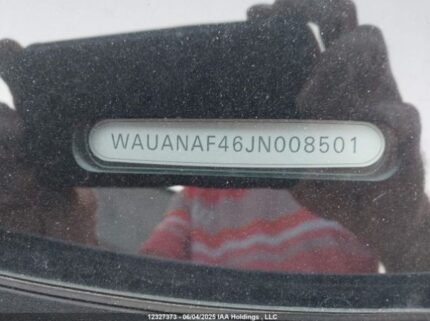 WAUANAF46JN008501
12327373 - 06/04/2025 IAA Holdings , LLC